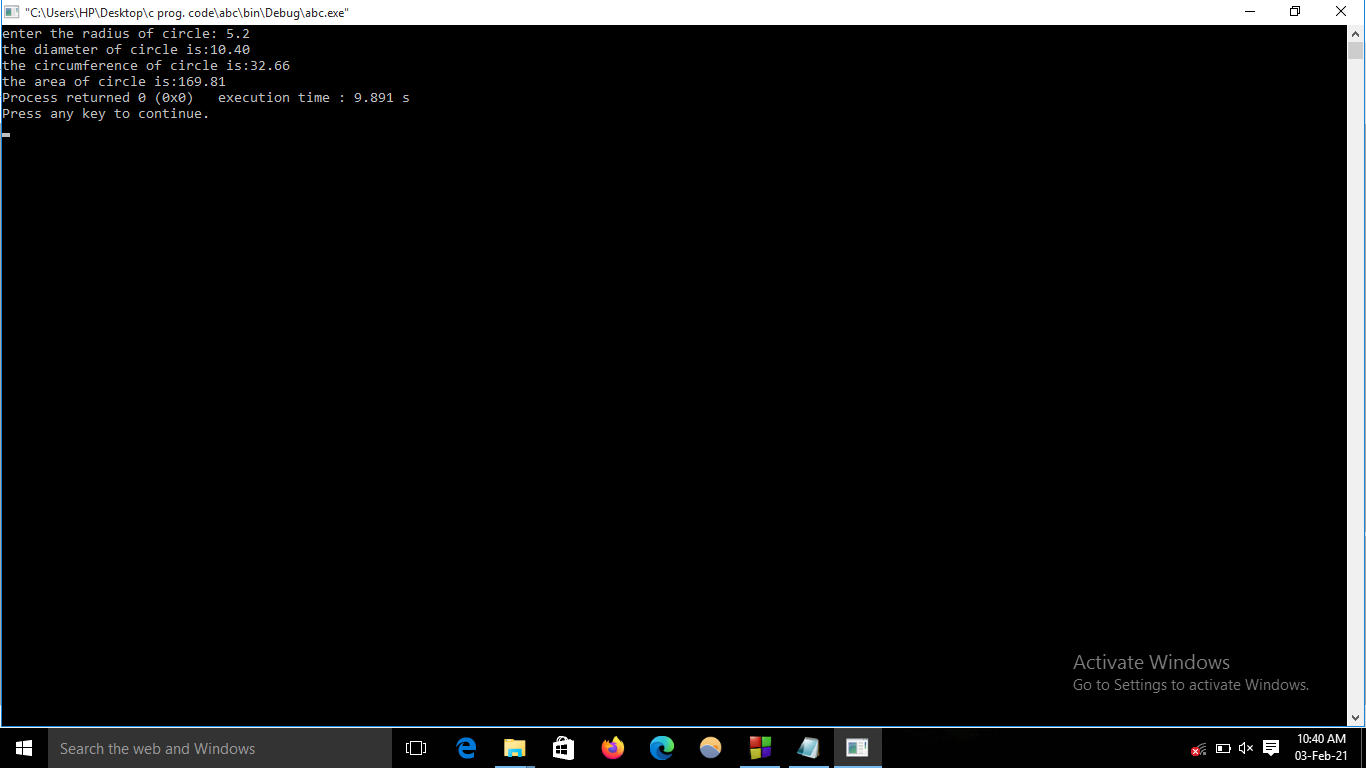 "C:\Users\HP\Desktop\c prog. code\abc\bin\Debug\abc.exe"
enter the radius of circle: 5.2
the diameter of circle is:10.40
the circumference of circle is:32.66
the area of circle is:169.81
Process returned 0 (0x0)   execution time : 9.891 s
Press any key to continue.
Activate Windows
Go to Settings to activate Windows.
Search the web and Windows
10:40 AM
03-Feb-21